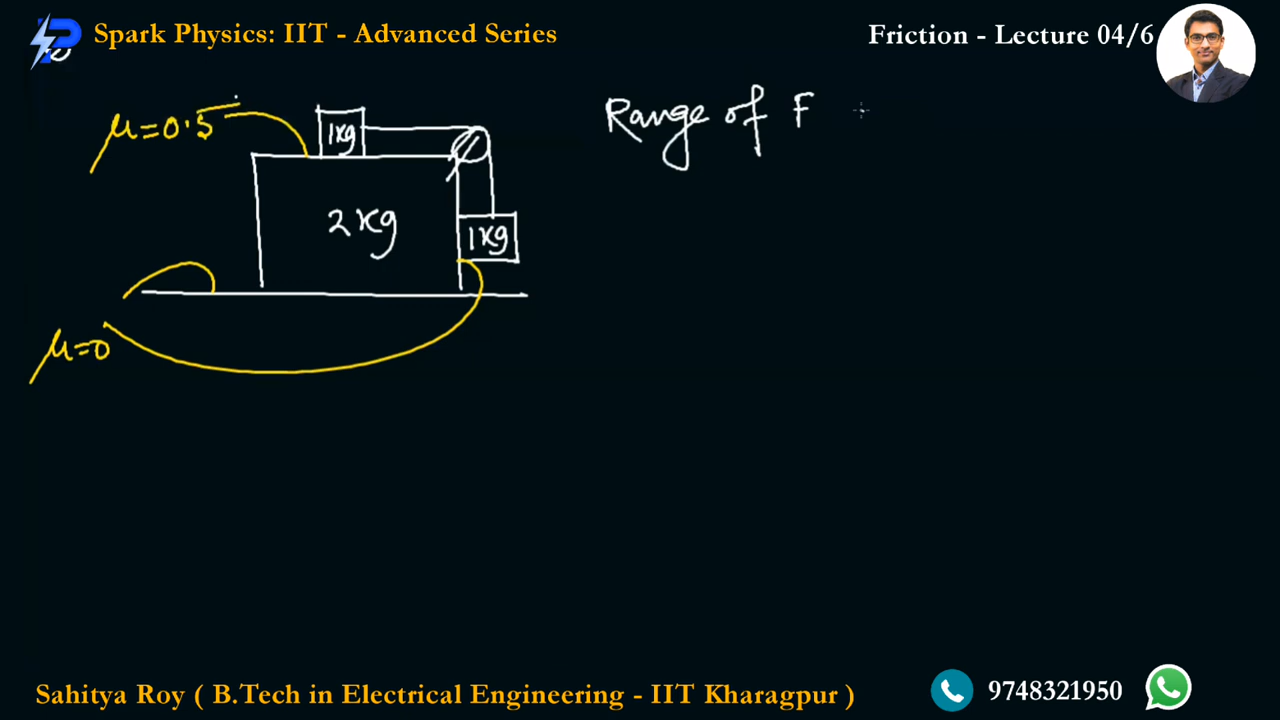 Spark Physics: IIT - Advanced Series
Friction - Lecture 04/6
μ=0.5
1kg
Range of F
2kg
1kg
μ=0
Sahitya Roy ( B.Tech in Electrical Engineering - IIT Kharagpur )
9748321950